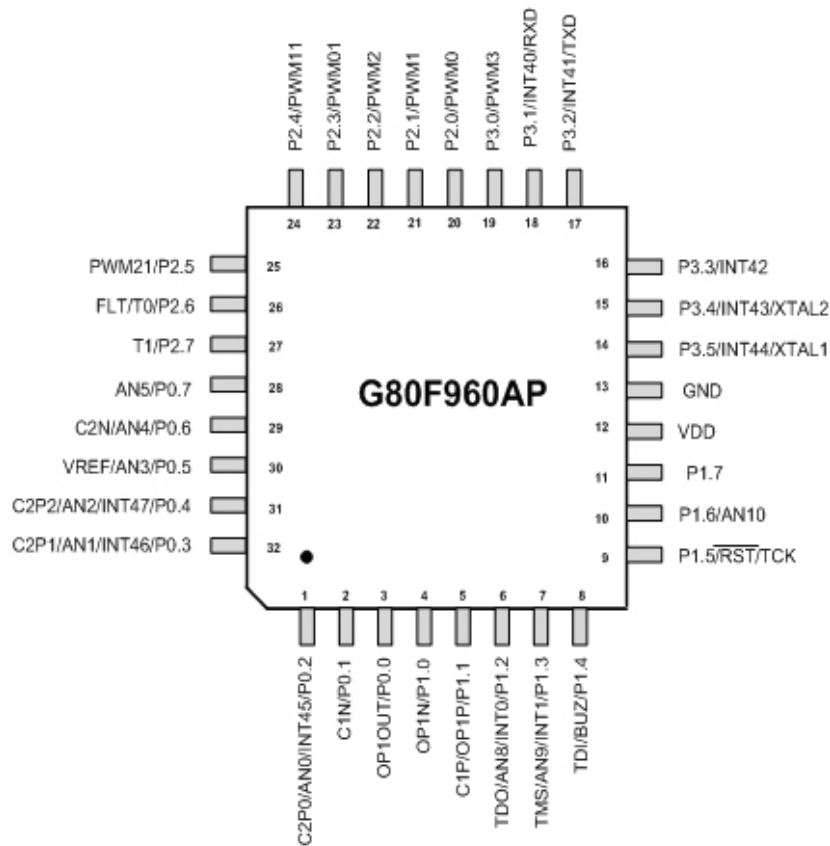 P2.4/PWM11
P2.3/PWM01
P2.2/PWM2
P2.1/PWM1
P2.0/PWM0
P3.0/PWM3
P3.1/INT40/RXD
P3.2/INT41/TXD
24
23
22
21
20
19
18
17
PWM21/P2.5
25
FLT/T0/P2.6
26
T1/P2.7
27
AN5/P0.7
28
C2N/AN4/P0.6
29
VREF/AN3/P0.5
30
C2P2/AN2/INT47/P0.4
31
C2P1/AN1/INT46/P0.3
32
G80F960AP
16
P3.3/INT42
15
P3.4/INT43/XTAL2
14
P3.5/INT44/XTAL1
13
GND
12
VDD
11
P1.7
10
P1.6/AN10
9
P1.5/RST/TCK
1
2
3
4
5
6
7
8
C2P0/AN0/INT45/P0.2
C1N/P0.1
OP1OUT/P0.0
OP1N/P1.0
C1P/OP1P/P1.1
TDO/AN8/INT0/P1.2
TMS/AN9/INT1/P1.3
TDI/BUZ/P1.4